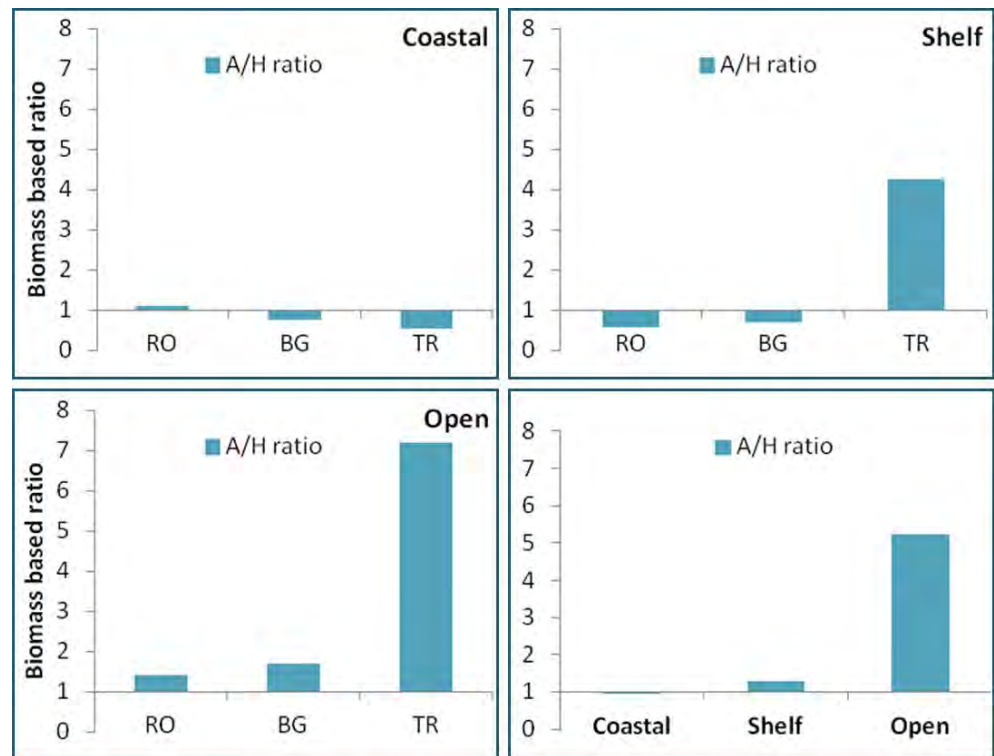 Coastal
A/H ratio
Biomass based ratio
8
7
6
5
4
3
2
1
0
RO BG TR
Shelf
A/H ratio
8
7
6
5
4
3
2
1
0
RO BG TR
Open
A/H ratio
Biomass based ratio
8
7
6
5
4
3
2
1
0
RO BG TR
A/H ratio
8
7
6
5
4
3
2
1
0
Coastal Shelf Open